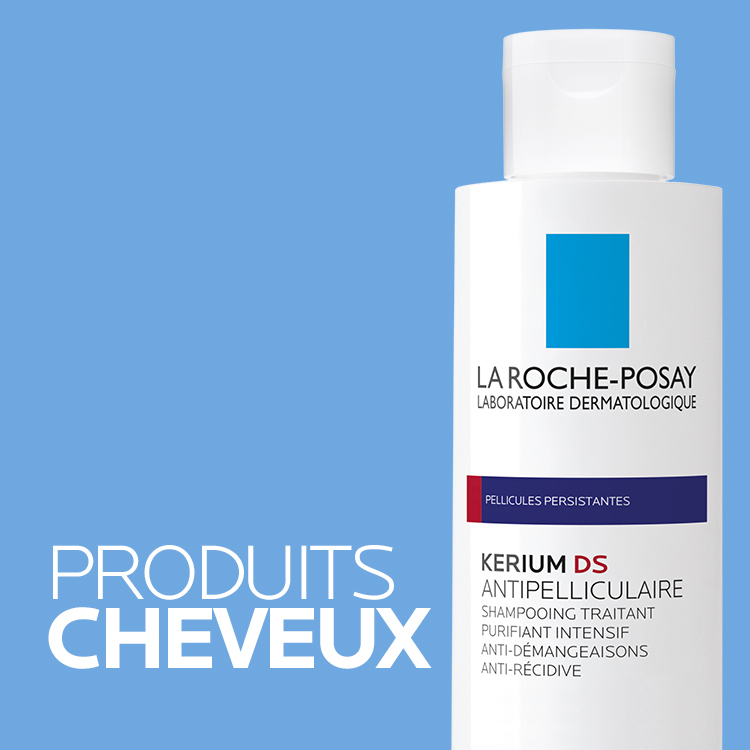 PRODUITS
CHEVEUX
LA ROCHE-POSAY
LABORATOIRE DERMATOLOGIQUE
PELLICULES PERSISTANTES
KERIUM DS
ANTIPELLICULAIRE
SHAMPOOING TRAITANT
PURIFIANT INTENSIF
ANTI-DÉMANGEAISONS
ANTI-RÉCIDIVE